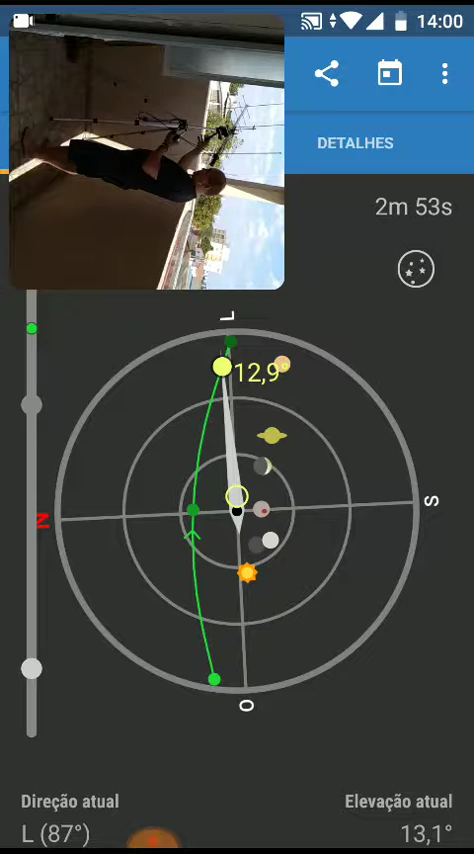 14:00
DETALHES
2m 53s
L
12,9°
S
N
O
Direção atual
Elevação atual
L (87°)
13,1°